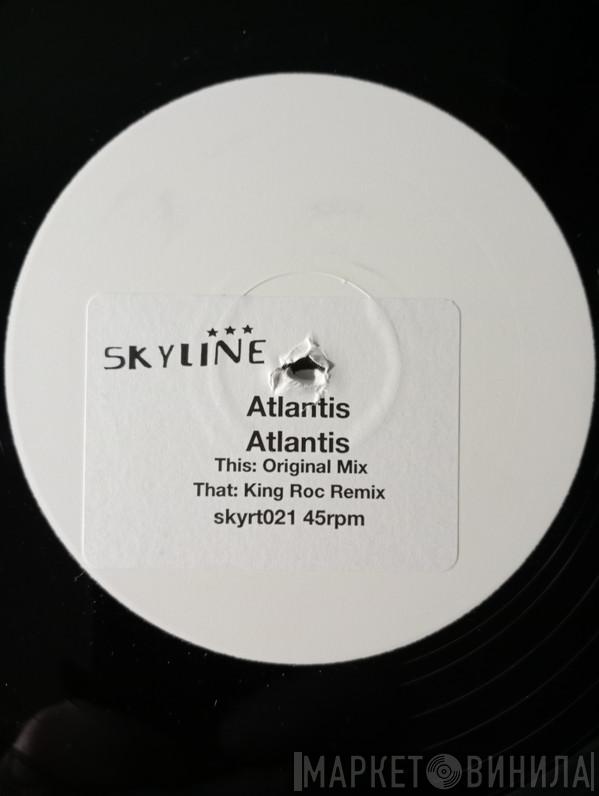 SKYLINE
Atlantis
Atlantis
This: Original Mix
That: King Roc Remix
skyrt021 45rpm
МАРКЕТ ВИНИЛА